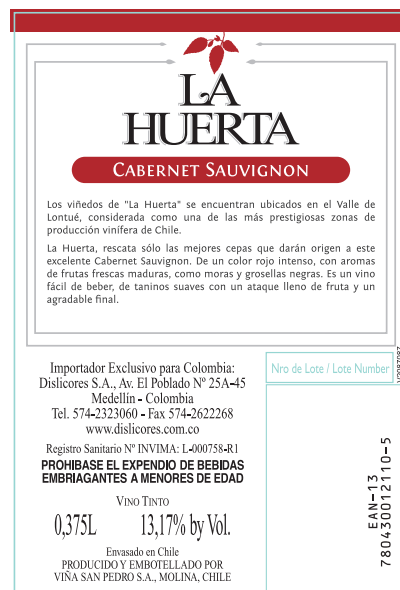 LA
HUERTA
CABERNET SAUVIGNON
Los viñedos de "La Huerta" se encuentran ubicados en el Valle de
Lontué, considerada como una de las más prestigiosas zonas de
producción vinífera de Chile.
La Huerta, rescata sólo las mejores cepas que darán origen a este
excelente Cabernet Sauvignon. De un color rojo intenso, con aromas
de frutas frescas maduras, como moras y grosellas negras. Es un vino
fácil de beber, de taninos suaves con un ataque lleno de fruta y un
agradable final.
Importador Exclusivo para Colombia:
Dislicores S.A., Av. El Poblado Nº 25A-45
Medellín - Colombia
Tel. 574-2323060 - Fax 574-2622268
www.dislicores.com.co
Registro Sanitario Nº INVIMA: L-000758-R1
PROHIBASE EL EXPENDIO DE BEBIDAS
EMBRIAGANTES A MENORES DE EDAD
VINO TINTO
0,375L 13,17% by Vol.
Envasado en Chile
PRODUCIDO Y EMBOTELLADO POR
VIÑA SAN PEDRO S.A., MOLINA, CHILE
Nro de Lote / Lote Number
EAN-13
780430012110-5